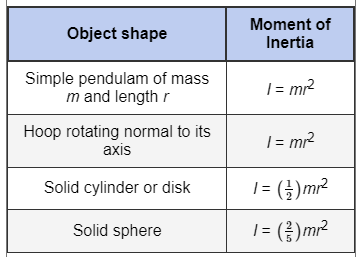 Object shape
Moment of
Inertia
Simple pendulam of mass
m and length r
I = mr²
Hoop rotating normal to its
axis
I = mr²
Solid cylinder or disk
I = (1/2)mr²
Solid sphere
I = (2/5)mr²